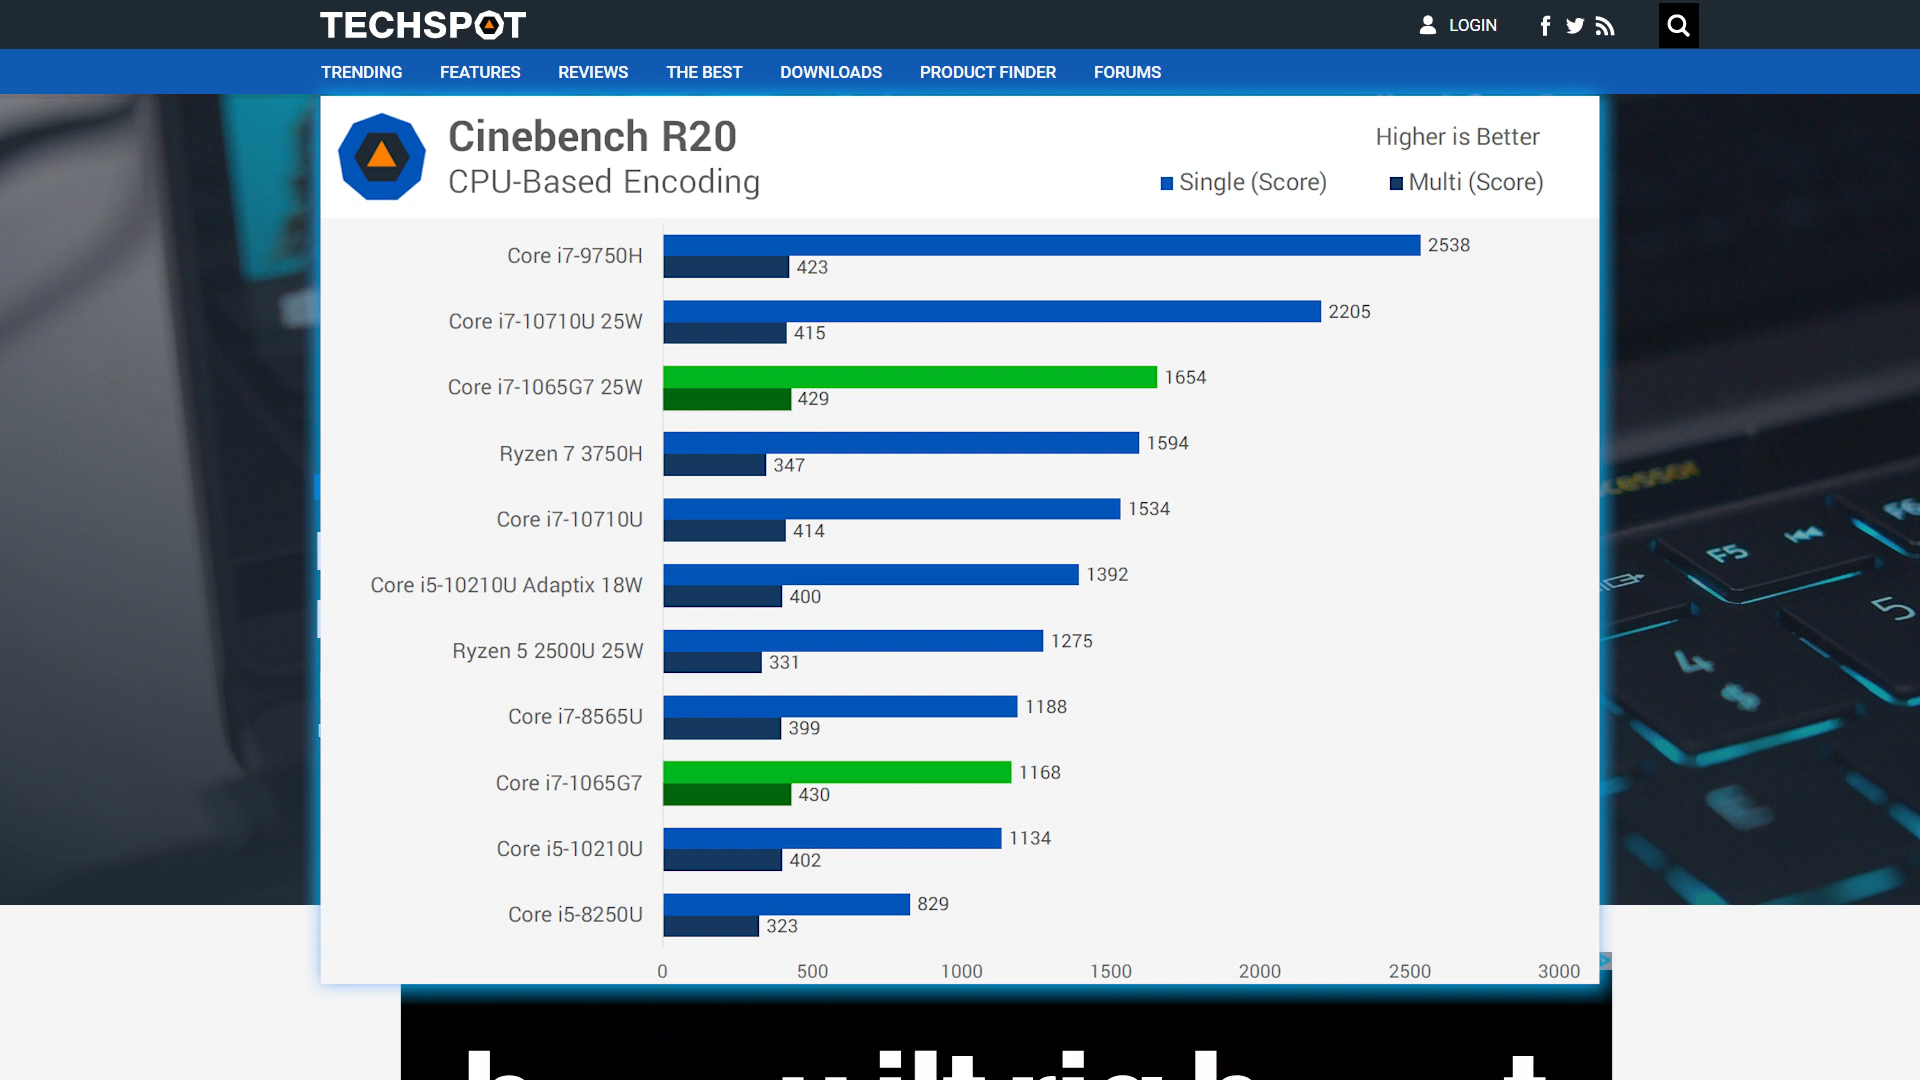 TECHSPOT
LOGIN
TRENDING FEATURES REVIEWS THE BEST DOWNLOADS PRODUCT FINDER FORUMS
Cinebench R20
Higher is Better
CPU-Based Encoding
Single (Score) Multi (Score)
Core i7-9750H 2538
423
Core i7-10710U 25W 2205
415
Core i7-1065G7 25W 1654
429
Ryzen 7 3750H 1594
347
Core i7-10710U 1534
414
Core i5-10210U Adaptix 18W 1392
400
Ryzen 5 2500U 25W 1275
331
Core i7-8565U 1188
399
Core i7-1065G7 1168
430
Core i5-10210U 1134
402
Core i5-8250U 829
323
0 500 1000 1500 2000 2500 3000
F5
F6
4
$
5